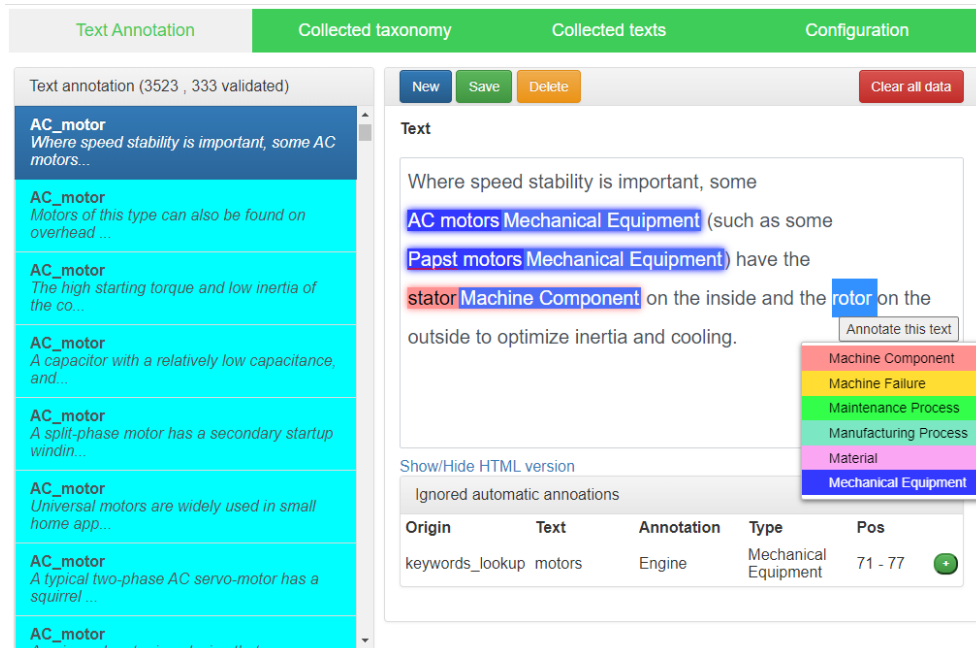 Text Annotation Collected taxonomy Collected texts Configuration
Text annotation (3523 , 333 validated)
AC_motor
Where speed stability is important, some AC
motors...
AC_motor
Motors of this type can also be found on
overhead ...
AC_motor
The high starting torque and low inertia of
the co...
AC_motor
A capacitor with a relatively low capacitance,
and...
AC_motor
A split-phase motor has a secondary startup
windin...
AC_motor
Universal motors are widely used in small
home app...
AC_motor
A typical two-phase AC servo-motor has a
squirrel ...
AC_motor
New Save Delete Clear all data
Text
Where speed stability is important, some
AC motors Mechanical Equipment (such as some
Papst motors Mechanical Equipment) have the
stator Machine Component on the inside and the rotor on the
outside to optimize inertia and cooling.
Annotate this text
Machine Component
Machine Failure
Maintenance Process
Manufacturing Process
Material
Mechanical Equipment
Show/Hide HTML version
Ignored automatic annoations
Origin Text Annotation Type Pos
keywords_lookup motors Engine Mechanical Equipment 71 - 77 +